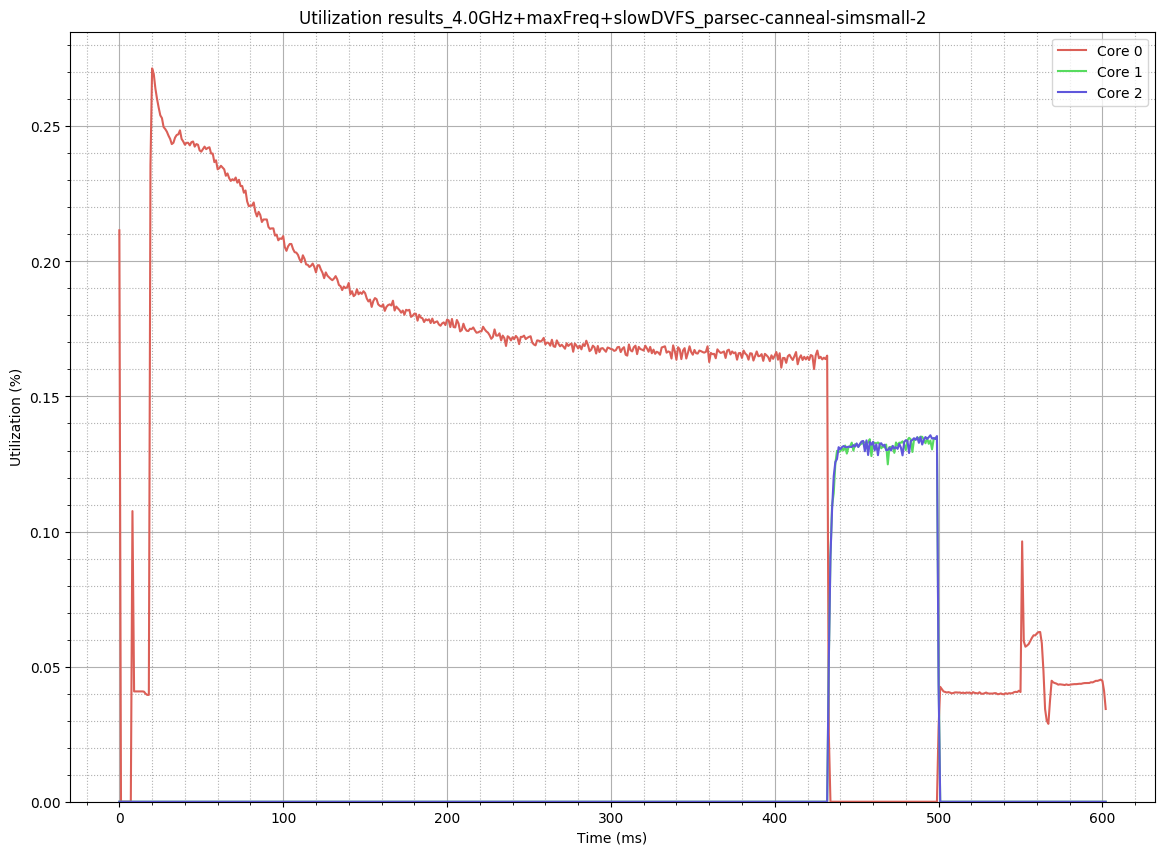 Utilization results_4.0GHz+maxFreq+slowDVFS_parsec-canneal-simsmall-2
Core 0
Core 1
Core 2
Utilization (%)
0.25
0.20
0.15
0.10
0.05
0.00
0 100 200 300 400 500 600
Time (ms)